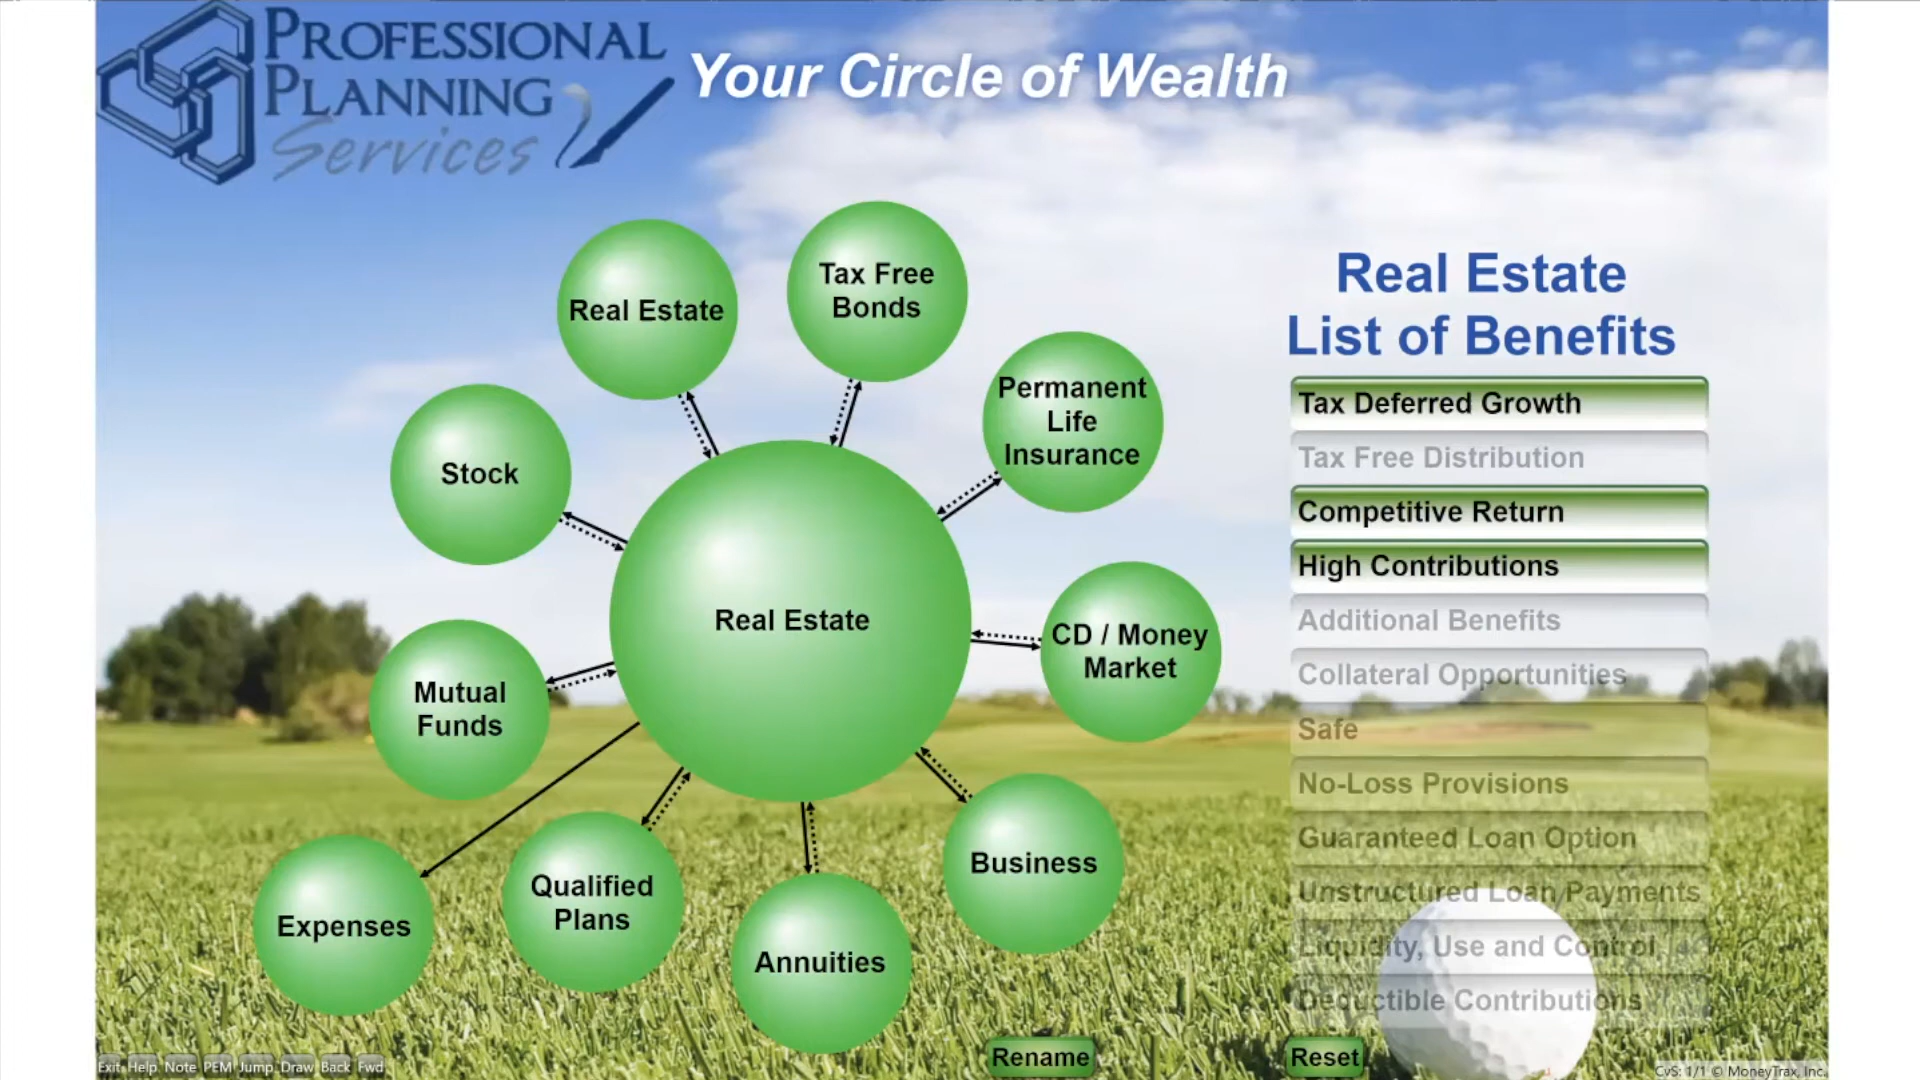 PROFESSIONAL
PLANNING
Services
Your Circle of Wealth
Real Estate
Tax Free
Bonds
Permanent
Life
Insurance
Stock
Real Estate
CD / Money
Market
Mutual
Funds
Business
Qualified
Plans
Expenses
Annuities
Real Estate
List of Benefits
Tax Deferred Growth
Tax Free Distribution
Competitive Return
High Contributions
Additional Benefits
Collateral Opportunities
Safe
No-Loss Provisions
Guaranteed Loan Option
Unstructured Loan Payments
Liquidity, Use and Control
Deductible Contributions
Rename
Reset
Exit Help Note PEM Jump Draw Back Fwd
CvS: 1/1 © MoneyTrax, Inc.